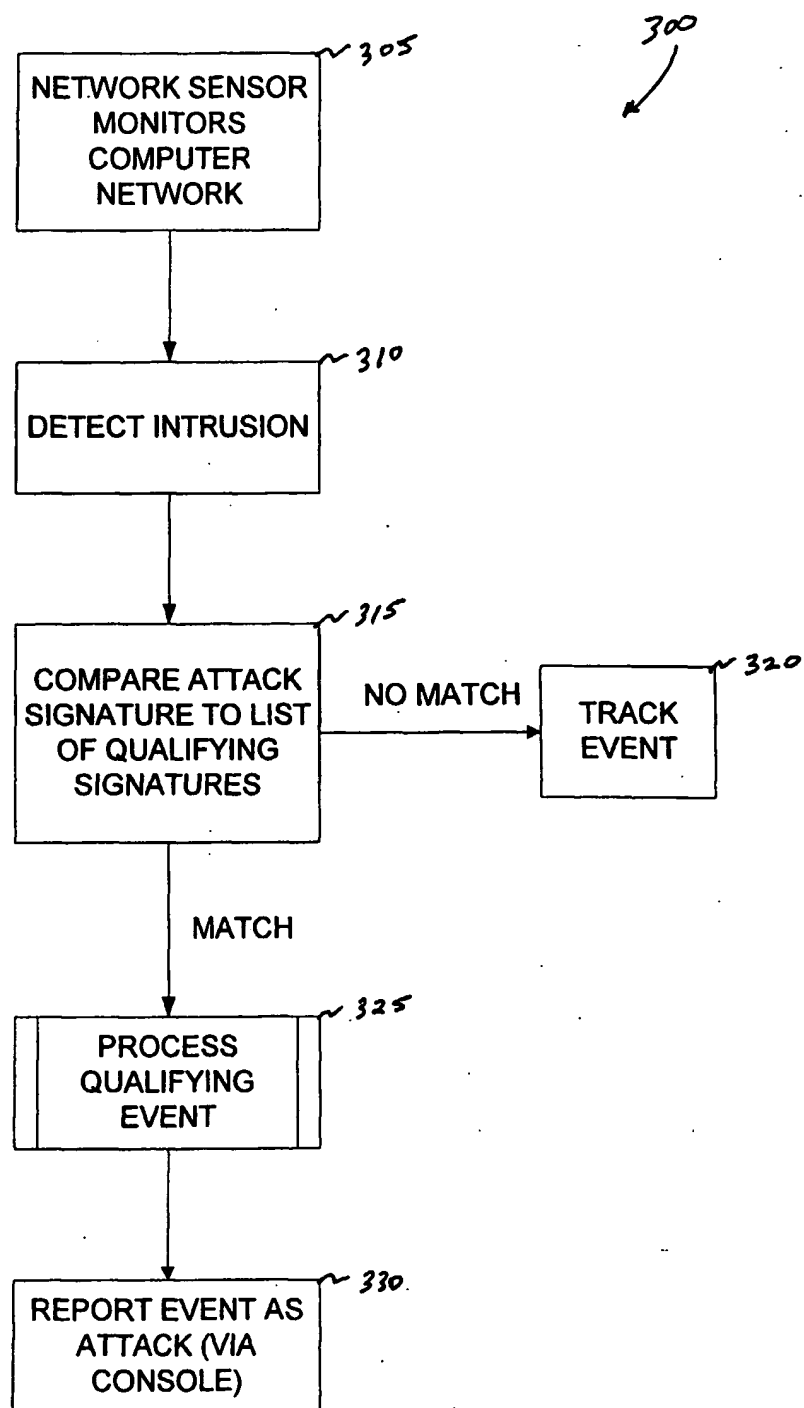 300
305
NETWORK SENSOR
MONITORS
COMPUTER
NETWORK
310
DETECT INTRUSION
315
COMPARE ATTACK
SIGNATURE TO LIST
OF QUALIFYING
SIGNATURES
NO MATCH
320
TRACK
EVENT
MATCH
325
PROCESS
QUALIFYING
EVENT
330
REPORT EVENT AS
ATTACK (VIA
CONSOLE)